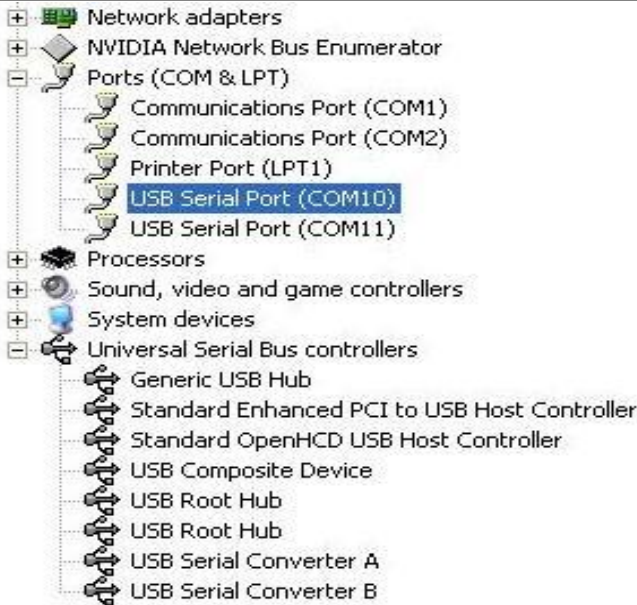 Network adapters
NVIDIA Network Bus Enumerator
Ports (COM & LPT)
Communications Port (COM1)
Communications Port (COM2)
Printer Port (LPT1)
USB Serial Port (COM10)
USB Serial Port (COM11)
Processors
Sound, video and game controllers
System devices
Universal Serial Bus controllers
Generic USB Hub
Standard Enhanced PCI to USB Host Controller
Standard OpenHCD USB Host Controller
USB Composite Device
USB Root Hub
USB Root Hub
USB Serial Converter A
USB Serial Converter B